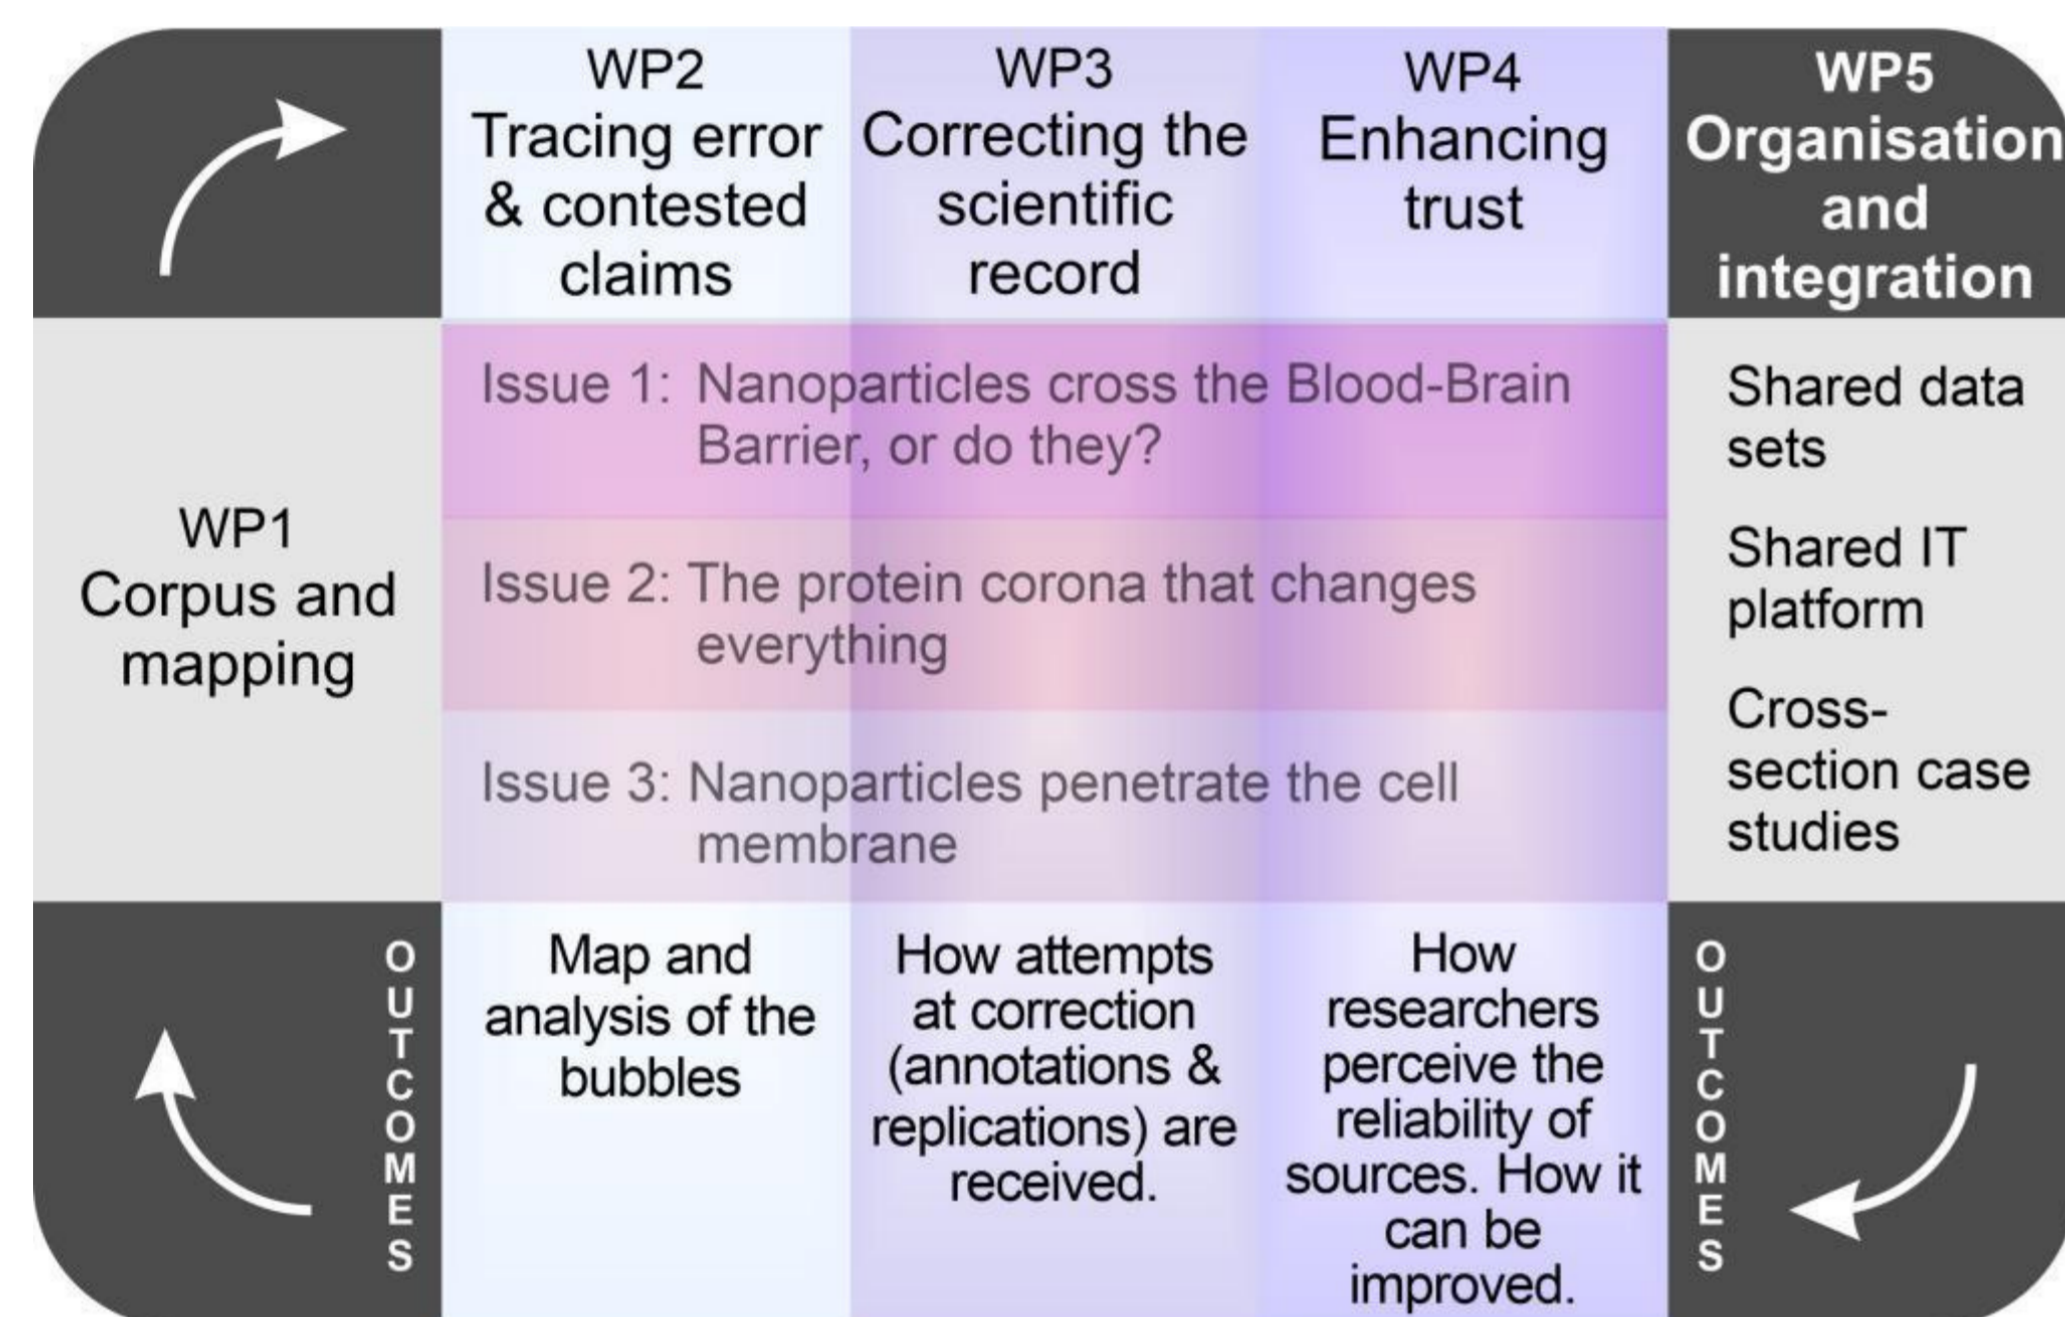 WP2
Tracing error
& contested
claims
WP3
Correcting the
scientific
record
WP4
Enhancing
trust
WP5
Organisation
and
integration
WP1
Corpus and
mapping
Issue 1: Nanoparticles cross the Blood-Brain
Barrier, or do they?
Issue 2: The protein corona that changes
everything
Issue 3: Nanoparticles penetrate the cell
membrane
Shared data
sets
Shared IT
platform
Cross-
section case
studies
OUTCOMES
Map and
analysis of the
bubbles
How attempts
at correction
(annotations &
replications) are
received.
How
researchers
perceive the
reliability of
sources. How it
can be
improved.
OUTCOMES